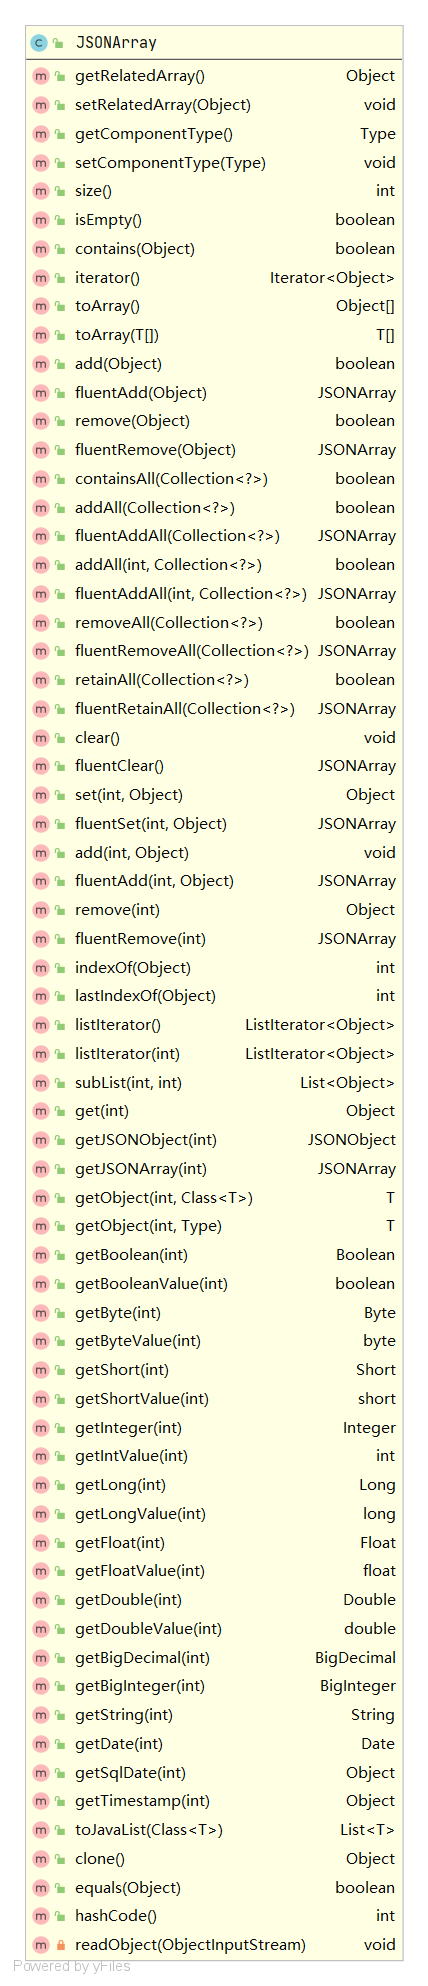 JSONArray
getRelatedArray() Object
setRelatedArray(Object) void
getComponentType() Type
setComponentType(Type) void
size() int
isEmpty() boolean
contains(Object) boolean
iterator() Iterator<Object>
toArray() Object[]
toArray(T[]) T[]
add(Object) boolean
fluentAdd(Object) JSONArray
remove(Object) boolean
fluentRemove(Object) JSONArray
containsAll(Collection<?>) boolean
addAll(Collection<?>) boolean
fluentAddAll(Collection<?>) JSONArray
addAll(int, Collection<?>) boolean
fluentAddAll(int, Collection<?>) JSONArray
removeAll(Collection<?>) boolean
fluentRemoveAll(Collection<?>) JSONArray
retainAll(Collection<?>) boolean
fluentRetainAll(Collection<?>) JSONArray
clear() void
fluentClear() JSONArray
set(int, Object) Object
fluentSet(int, Object) JSONArray
add(int, Object) void
fluentAdd(int, Object) JSONArray
remove(int) Object
fluentRemove(int) JSONArray
indexOf(Object) int
lastIndexOf(Object) int
listIterator() ListIterator<Object>
listIterator(int) ListIterator<Object>
subList(int, int) List<Object>
get(int) Object
getJSONObject(int) JSONObject
getJSONArray(int) JSONArray
getObject(int, Class<T>) T
getObject(int, Type) T
getBoolean(int) Boolean
getBooleanValue(int) boolean
getByte(int) Byte
getByteValue(int) byte
getShort(int) Short
getShortValue(int) short
getInteger(int) Integer
getIntValue(int) int
getLong(int) Long
getLongValue(int) long
getFloat(int) Float
getFloatValue(int) float
getDouble(int) Double
getDoubleValue(int) double
getBigDecimal(int) BigDecimal
getBigInteger(int) BigInteger
getString(int) String
getDate(int) Date
getSqlDate(int) Object
getTimestamp(int) Object
toJavaList(Class<T>) List<T>
clone() Object
equals(Object) boolean
hashCode() int
readObject(ObjectInputStream) void
Powered by yFiles